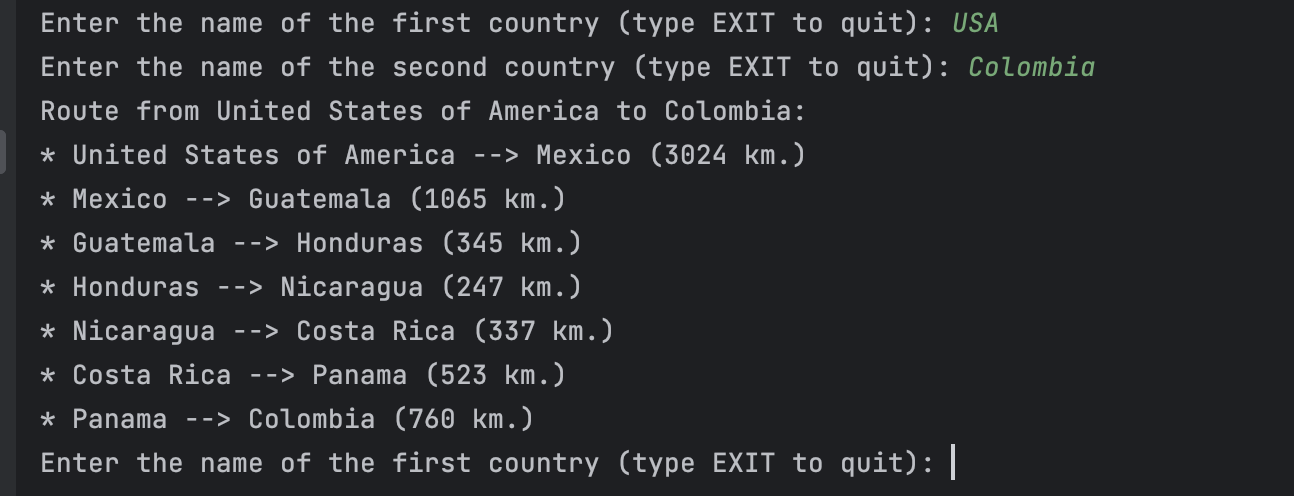 Enter the name of the first country (type EXIT to quit): USA
Enter the name of the second country (type EXIT to quit): Colombia
Route from United States of America to Colombia:
* United States of America --> Mexico (3024 km.)
* Mexico --> Guatemala (1065 km.)
* Guatemala --> Honduras (345 km.)
* Honduras --> Nicaragua (247 km.)
* Nicaragua --> Costa Rica (337 km.)
* Costa Rica --> Panama (523 km.)
* Panama --> Colombia (760 km.)
Enter the name of the first country (type EXIT to quit):